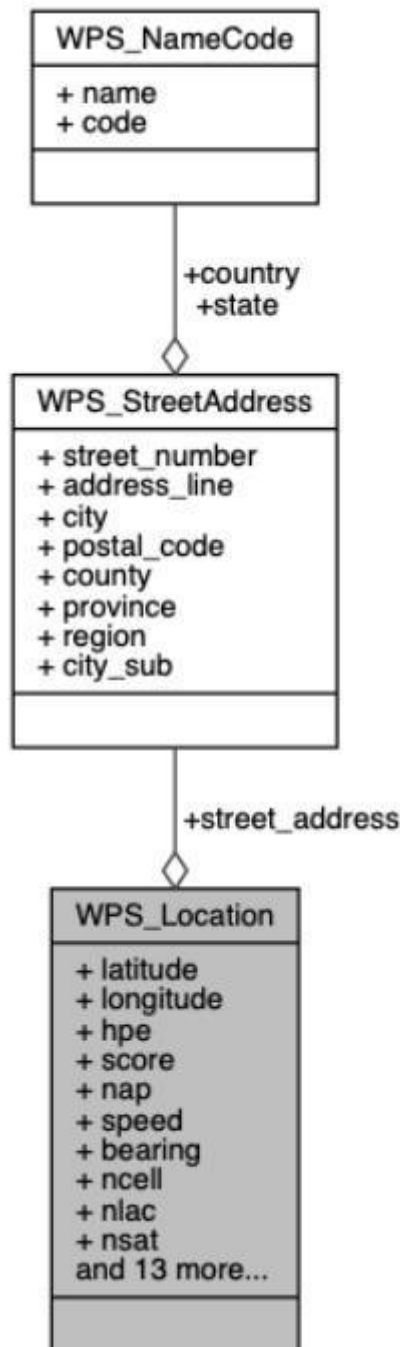 WPS_NameCode
+ name
+ code
+country
+state
WPS_StreetAddress
+ street_number
+ address_line
+ city
+ postal_code
+ county
+ province
+ region
+ city_sub
+street_address
WPS_Location
+ latitude
+ longitude
+ hpe
+ score
+ nap
+ speed
+ bearing
+ ncell
+ nlac
+ nsat
and 13 more...